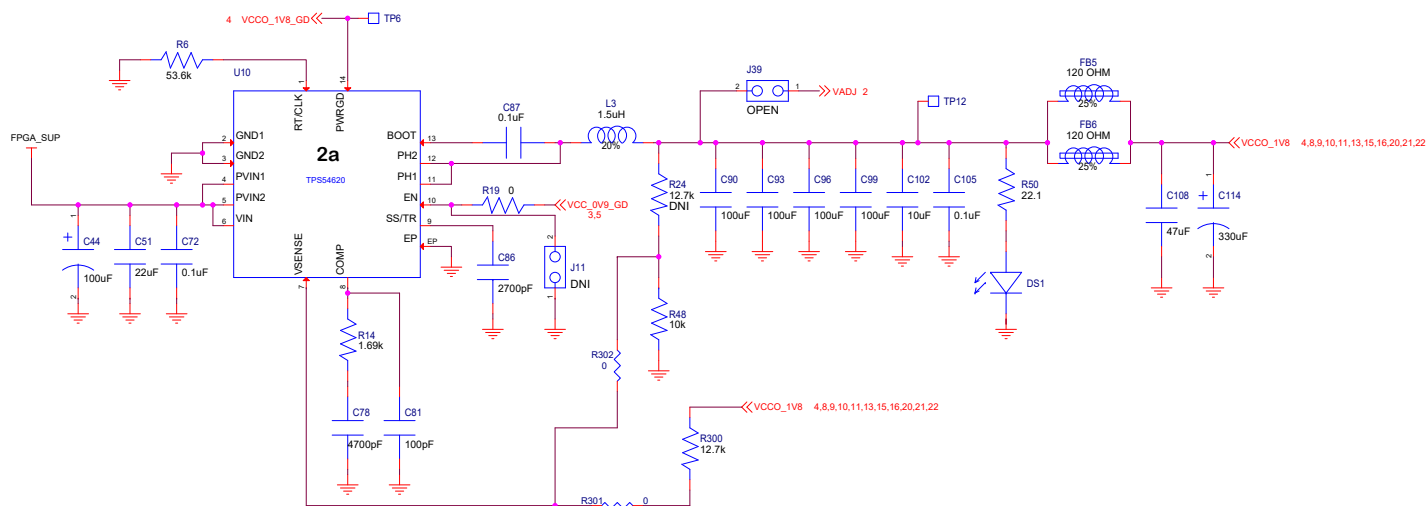 4 VCCO_1V8_GD
TP6
R6
53.6k
U10
1
14
RT/CLK
PWRGD
FPGA_SUP
2
GND1
3
GND2
4
PVIN1
5
PVIN2
6
VIN
2a
TPS54620
BOOT
13
PH2
12
PH1
11
EN
10
SS/TR
9
EP
EP
VSENSE
COMP
7
8
1
+
C44
100uF
2
C51
22uF
C72
0.1uF
C87
0.1uF
L3
1.5uH
20%
R19
0
VCC_0V9_GD
3,5
C86
2700pF
2
J11
DNI
1
R14
1.69k
C78
4700pF
C81
100pF
J39
2
1
OPEN
VADJ 2
TP12
R24
12.7k
DNI
R48
10k
R302
0
C90
100uF
C93
100uF
C96
100uF
C99
100uF
C102
10uF
C105
0.1uF
R50
22.1
DS1
FB5
120 OHM
25%
FB6
120 OHM
25%
VCCO_1V8 4,8,9,10,11,13,15,16,20,21,22
C108
47uF
1
+
C114
330uF
2
VCCO_1V8 4,8,9,10,11,13,15,16,20,21,22
R300
12.7k
R301
0